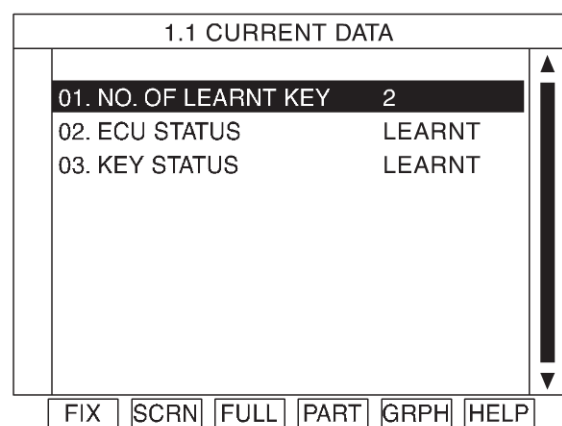 1.1 CURRENT DATA
01. NO. OF LEARNT KEY 2
02. ECU STATUS LEARNT
03. KEY STATUS LEARNT
FIX SCRN FULL PART GRPH HELP